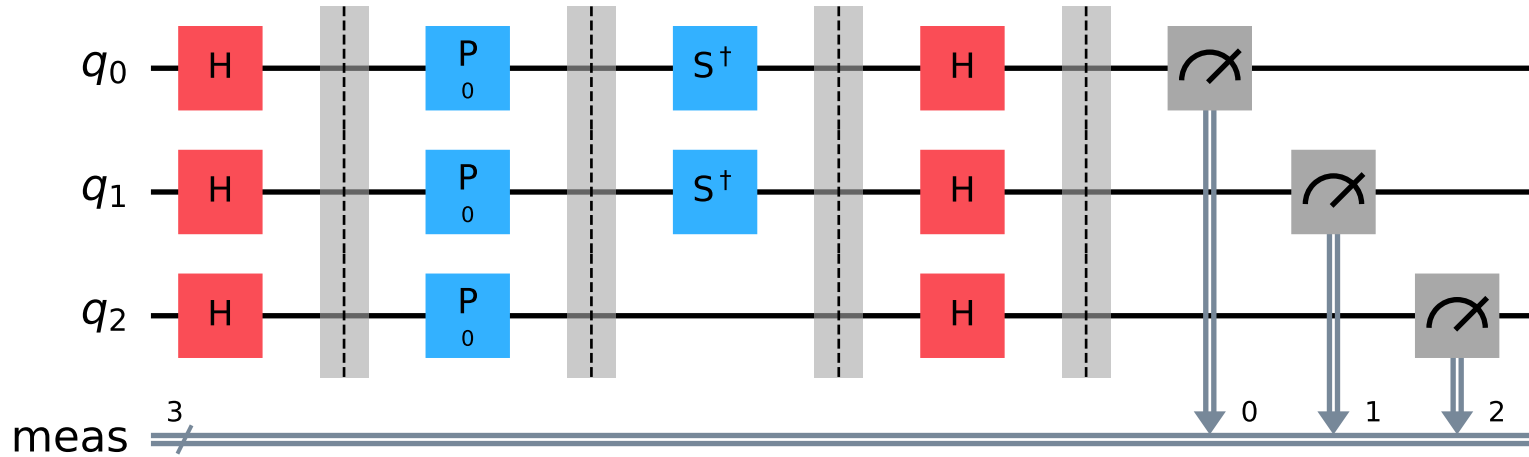 q0 H P 0 S† H
q1 H P 0 S† H
q2 H P 0 H
meas 3 0 1 2